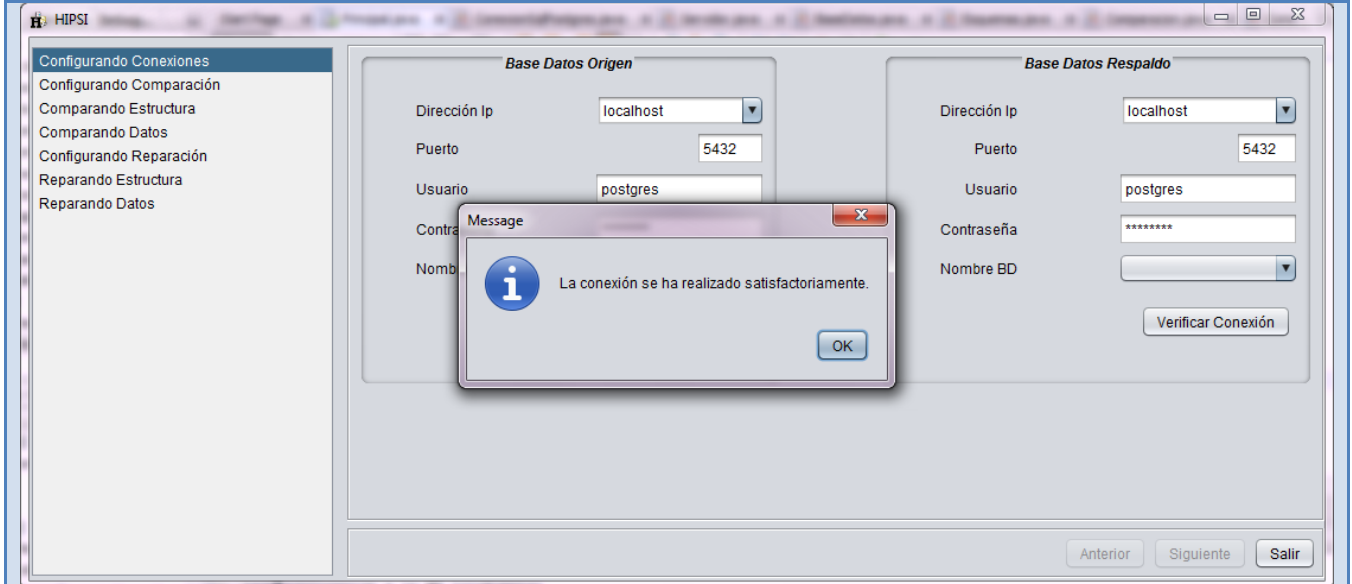 HIPSI
Configurando Conexiones
Configurando Comparación
Comparando Estructura
Comparando Datos
Configurando Reparación
Reparando Estructura
Reparando Datos
Base Datos Origen
Dirección Ip localhost
Puerto 5432
Usuario postgres
Contra
Nomb
Base Datos Respaldo
Dirección Ip localhost
Puerto 5432
Usuario postgres
Contraseña ********
Nombre BD
Verificar Conexión
Message
La conexión se ha realizado satisfactoriamente.
OK
Anterior Siguiente Salir